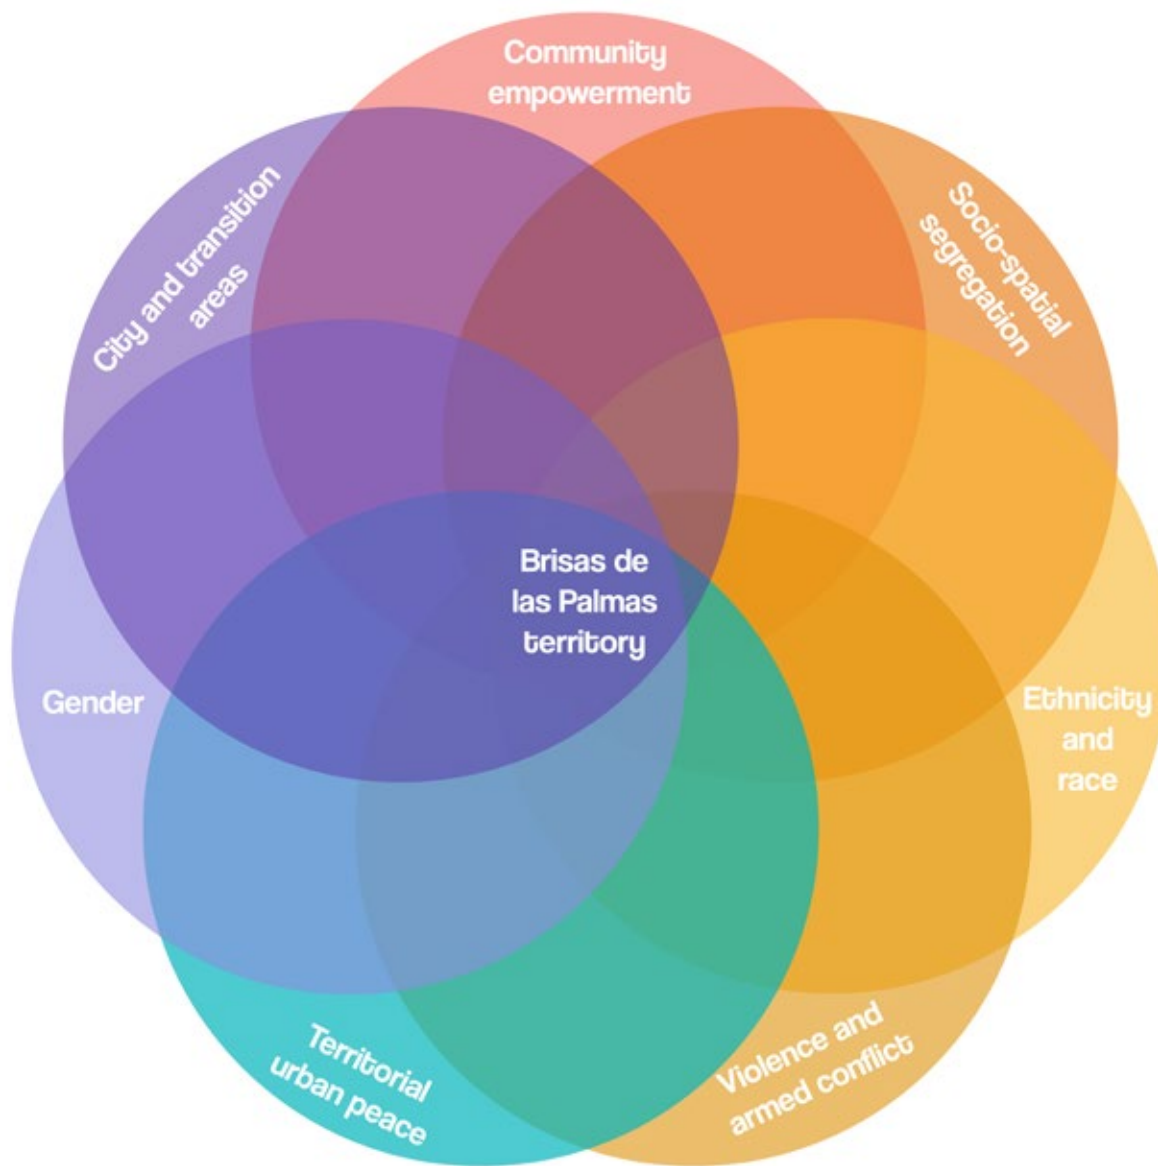 Community
empowerment
Socio-spatial
segregation
City and transition
areas
Brisas de
las Palmas
territory
Gender
Ethnicity
and
race
Territorial
urban peace
Violence and
armed conflict